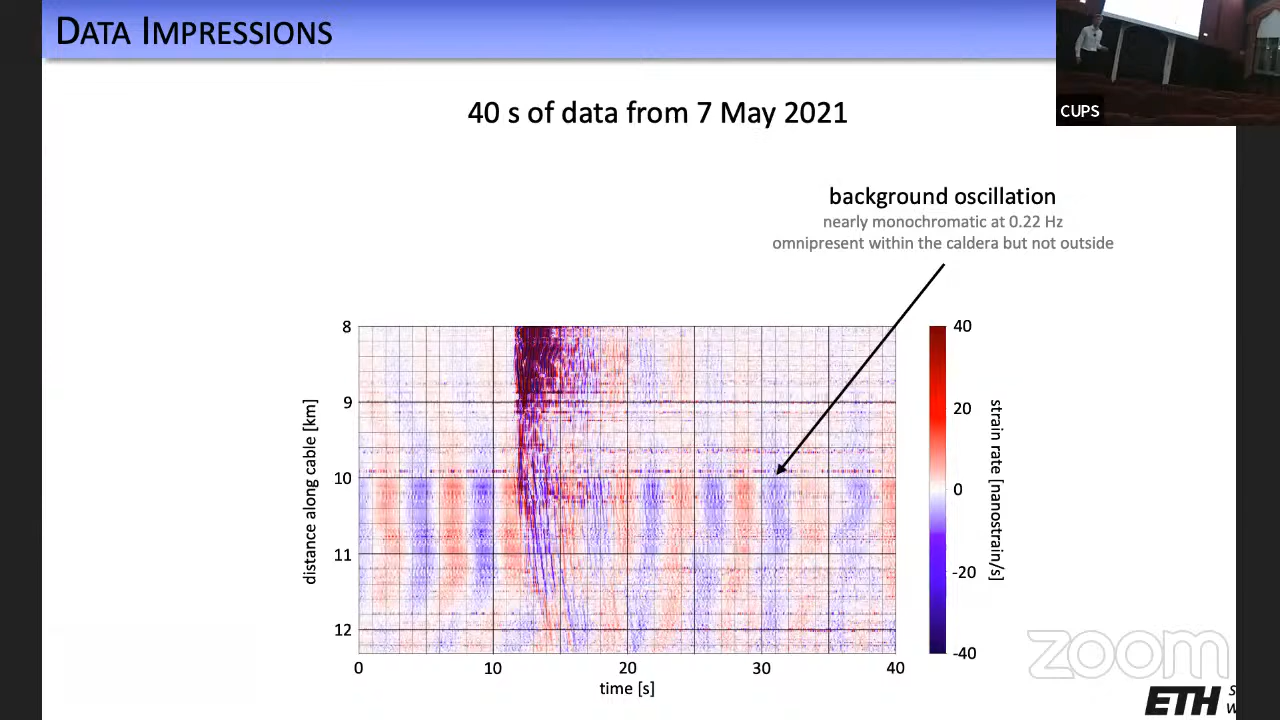 DATA IMPRESSIONS
CUPS
40 s of data from 7 May 2021
background oscillation
nearly monochromatic at 0.22 Hz
omnipresent within the caldera but not outside
8
9
10
11
12
distance along cable [km]
0
10
20
30
40
time [s]
40
20
0
-20
-40
strain rate [nanostrain/s]
zoom
ETH
S
W